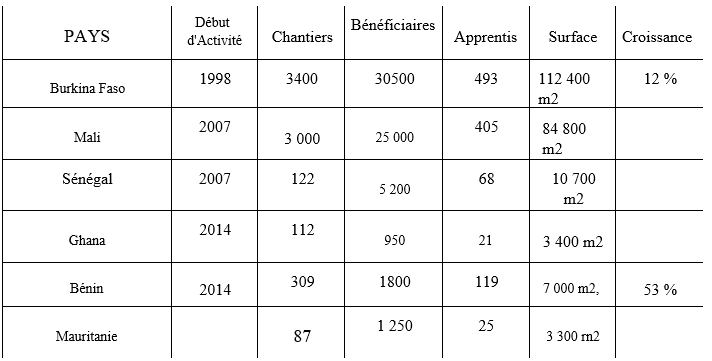 PAYS Début d'Activité Chantiers Bénéficiaires Apprentis Surface Croissance
Burkina Faso 1998 3400 30500 493 112 400 m2 12 %
Mali 2007 3 000 25 000 405 84 800 m2
Sénégal 2007 122 5 200 68 10 700 m2
Ghana 2014 112 950 21 3 400 m2
Bénin 2014 309 1800 119 7 000 m2, 53 %
Mauritanie 87 1 250 25 3 300 rn2